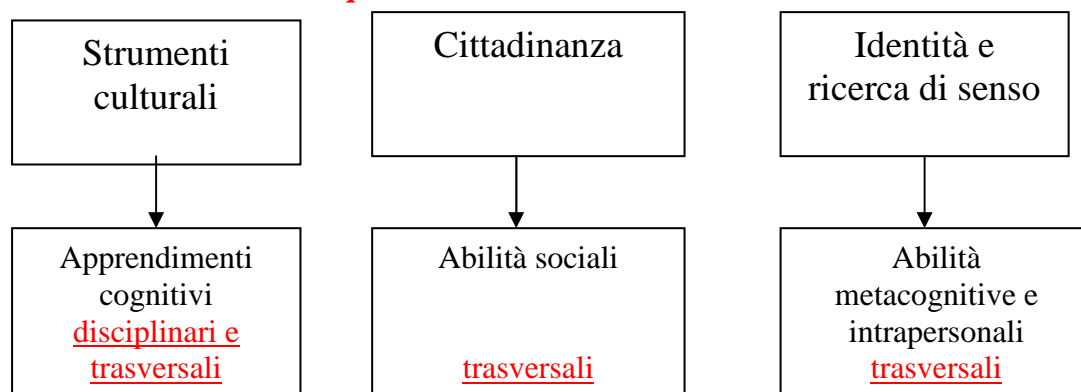 Strumenti
culturali
Cittadinanza
Identità e
ricerca di senso
Apprendimenti
cognitivi
disciplinari e
trasversali
Abilità sociali
trasversali
Abilità
metacognitive e
intrapersonali
trasversali